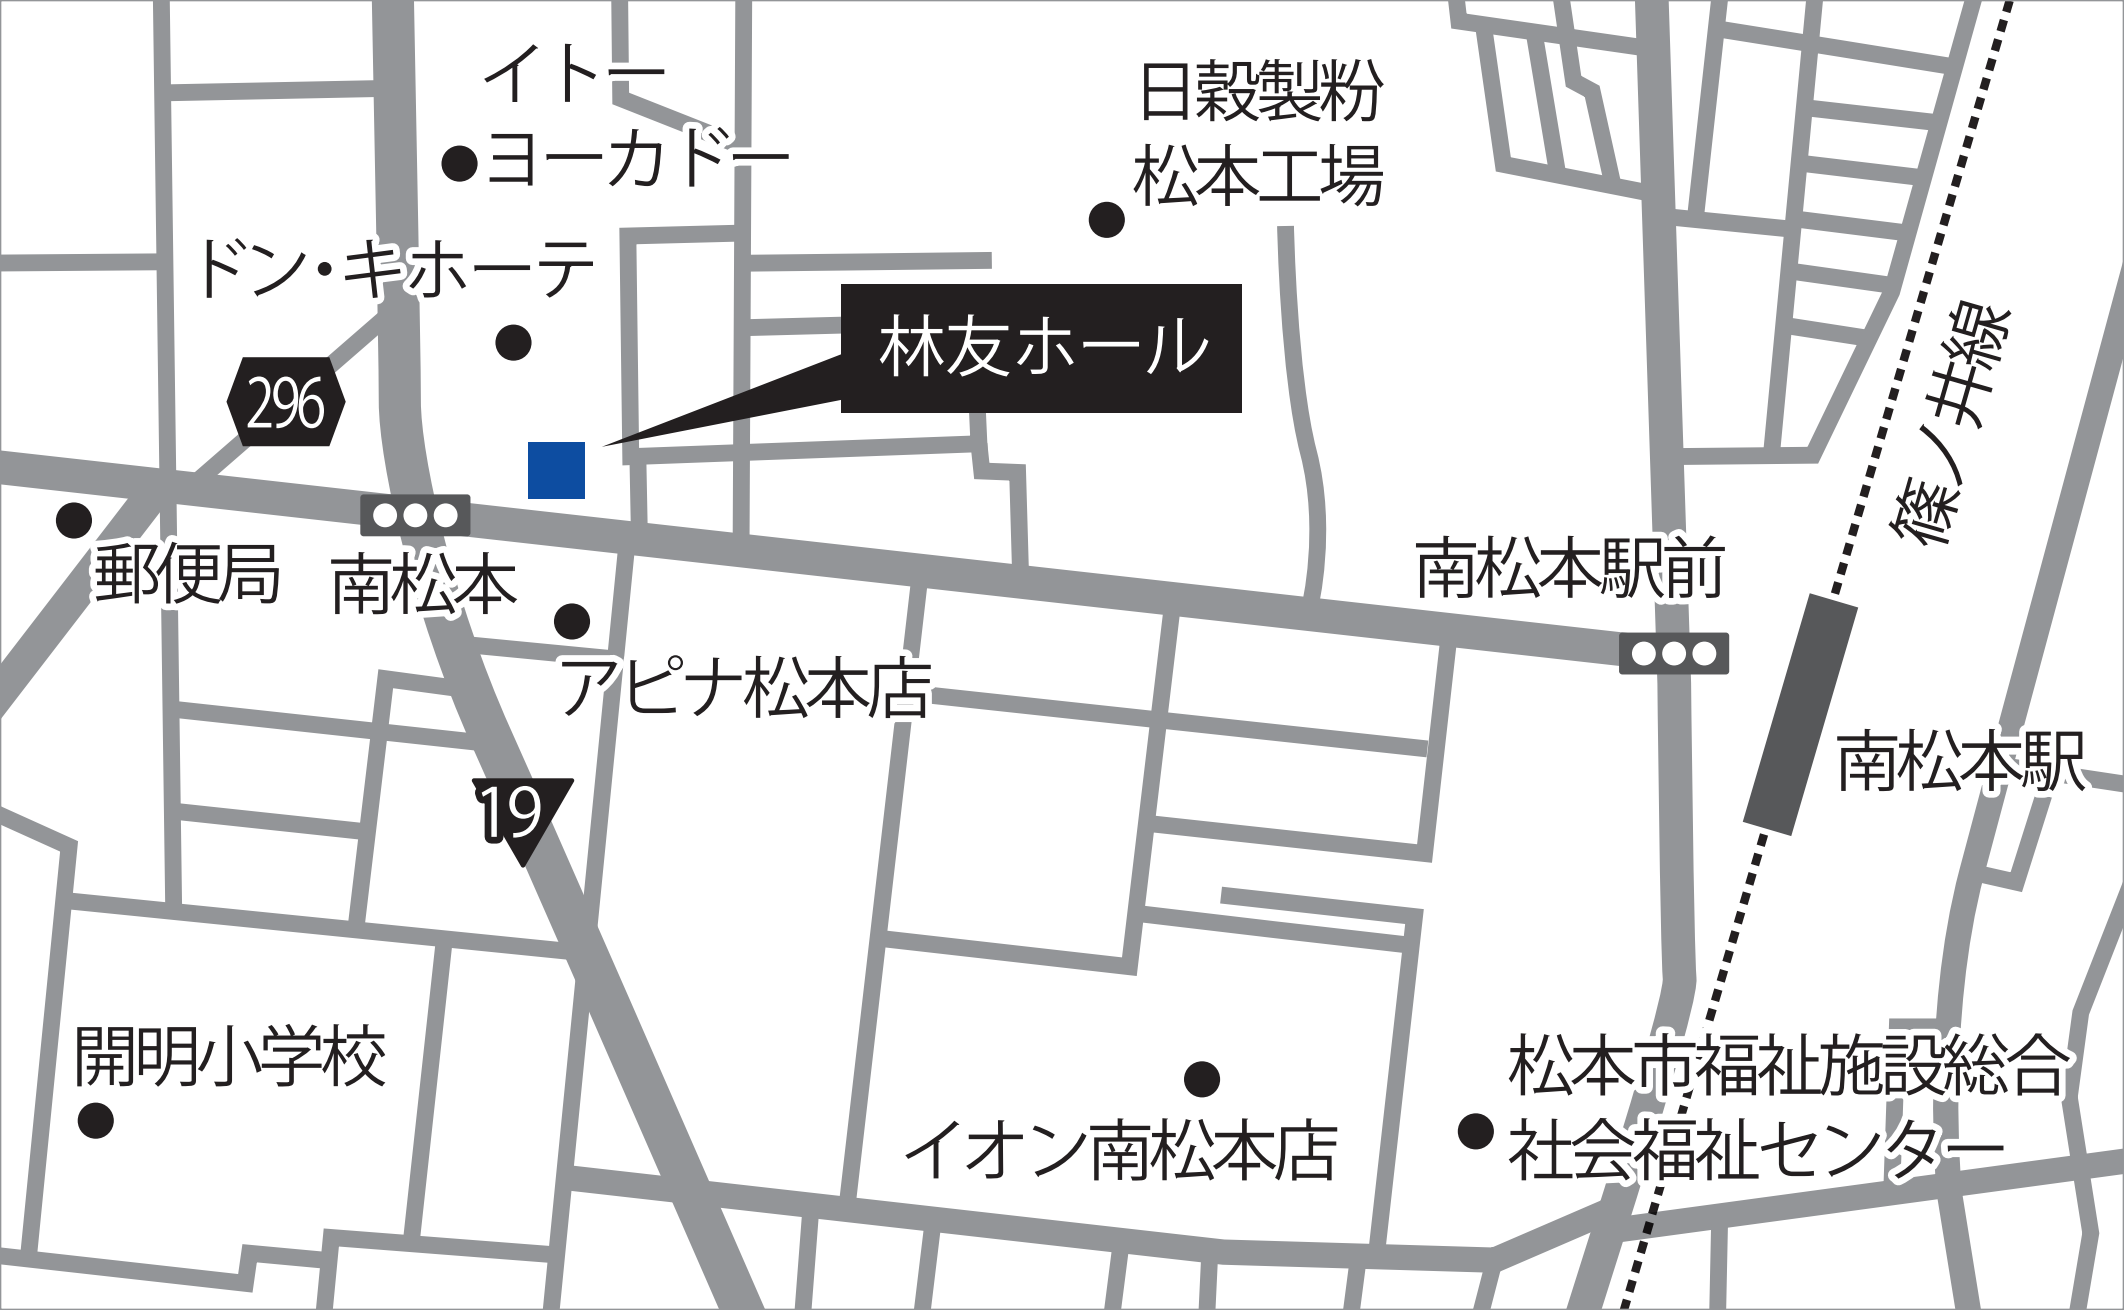 イトー
ヨーカドー
日穀製粉
松本工場
ドン・キホーテ
林友ホール
296
篠ノ井線
郵便局
南松本
南松本駅前
アピナ松本店
南松本駅
19
開明小学校
イオン南松本店
松本市福祉施設総合
社会福祉センター